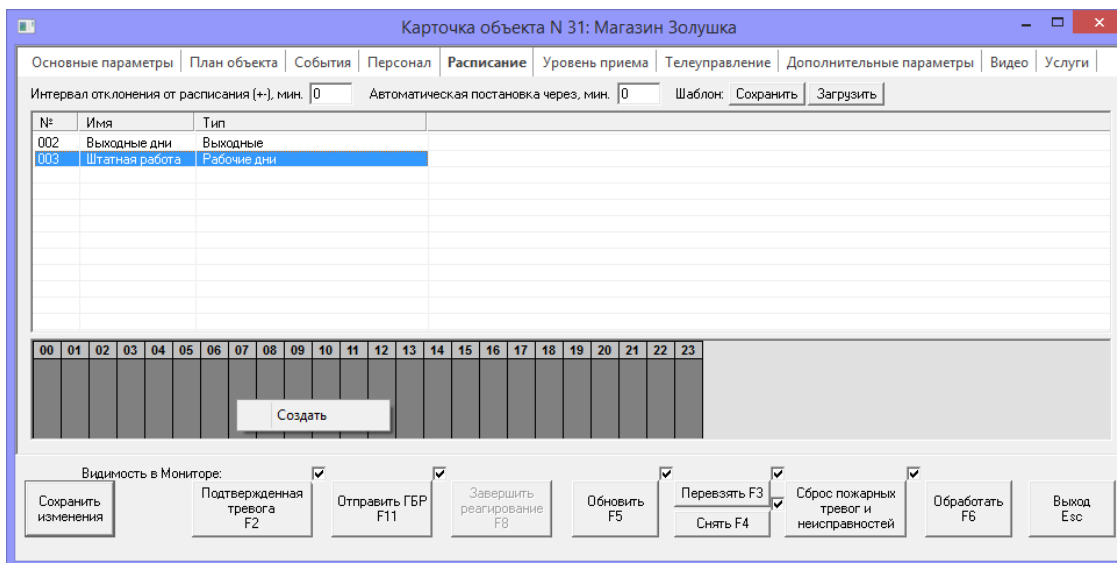 Карточка объекта N 31: Магазин Золушка
Основные параметры План объекта События Персонал Расписание Уровень приема Телеуправление Дополнительные параметры Видео Услуги
Интервал отклонения от расписания (+-), мин. 0 Автоматическая постановка через, мин. 0 Шаблон: Сохранить Загрузить
№ Имя Тип
002 Выходные дни Выходные
003 Штатная работа Рабочие дни
00 01 02 03 04 05 06 07 08 09 10 11 12 13 14 15 16 17 18 19 20 21 22 23
Создать
Видимость в Мониторе:
Сохранить
изменения
Подтвержденная
тревога
F2
Отправить ГБР
F11
Завершить
реагирование
F8
Обновить
F5
Перевзять F3
Снять F4
Сброс пожарных
тревог и
неисправностей
Обработать
F6
Выход
Esc